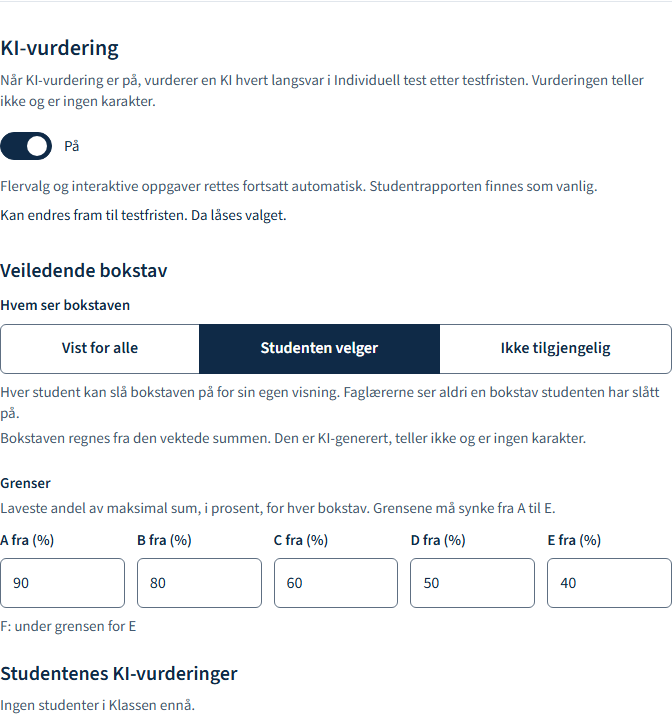 KI-vurdering
Når KI-vurdering er på, vurderer en KI hvert langsvar i Individuell test etter testfristen. Vurderingen teller
ikke og er ingen karakter.
På
Flervalg og interaktive oppgaver rettes fortsatt automatisk. Studentrapporten finnes som vanlig.
Kan endres fram til testfristen. Da låses valget.
Veiledende bokstav
Hvem ser bokstaven
Vist for alle
Studenten velger
Ikke tilgjengelig
Hver student kan slå bokstaven på for sin egen visning. Faglærerne ser aldri en bokstav studenten har slått
på.
Bokstaven regnes fra den vektede summen. Den er KI-generert, teller ikke og er ingen karakter.
Grenser
Laveste andel av maksimal sum, i prosent, for hver bokstav. Grensene må synke fra A til E.
A fra (%) B fra (%) C fra (%) D fra (%) E fra (%)
90 80 60 50 40
F: under grensen for E
Studentenes KI-vurderinger
Ingen studenter i Klassen ennå.